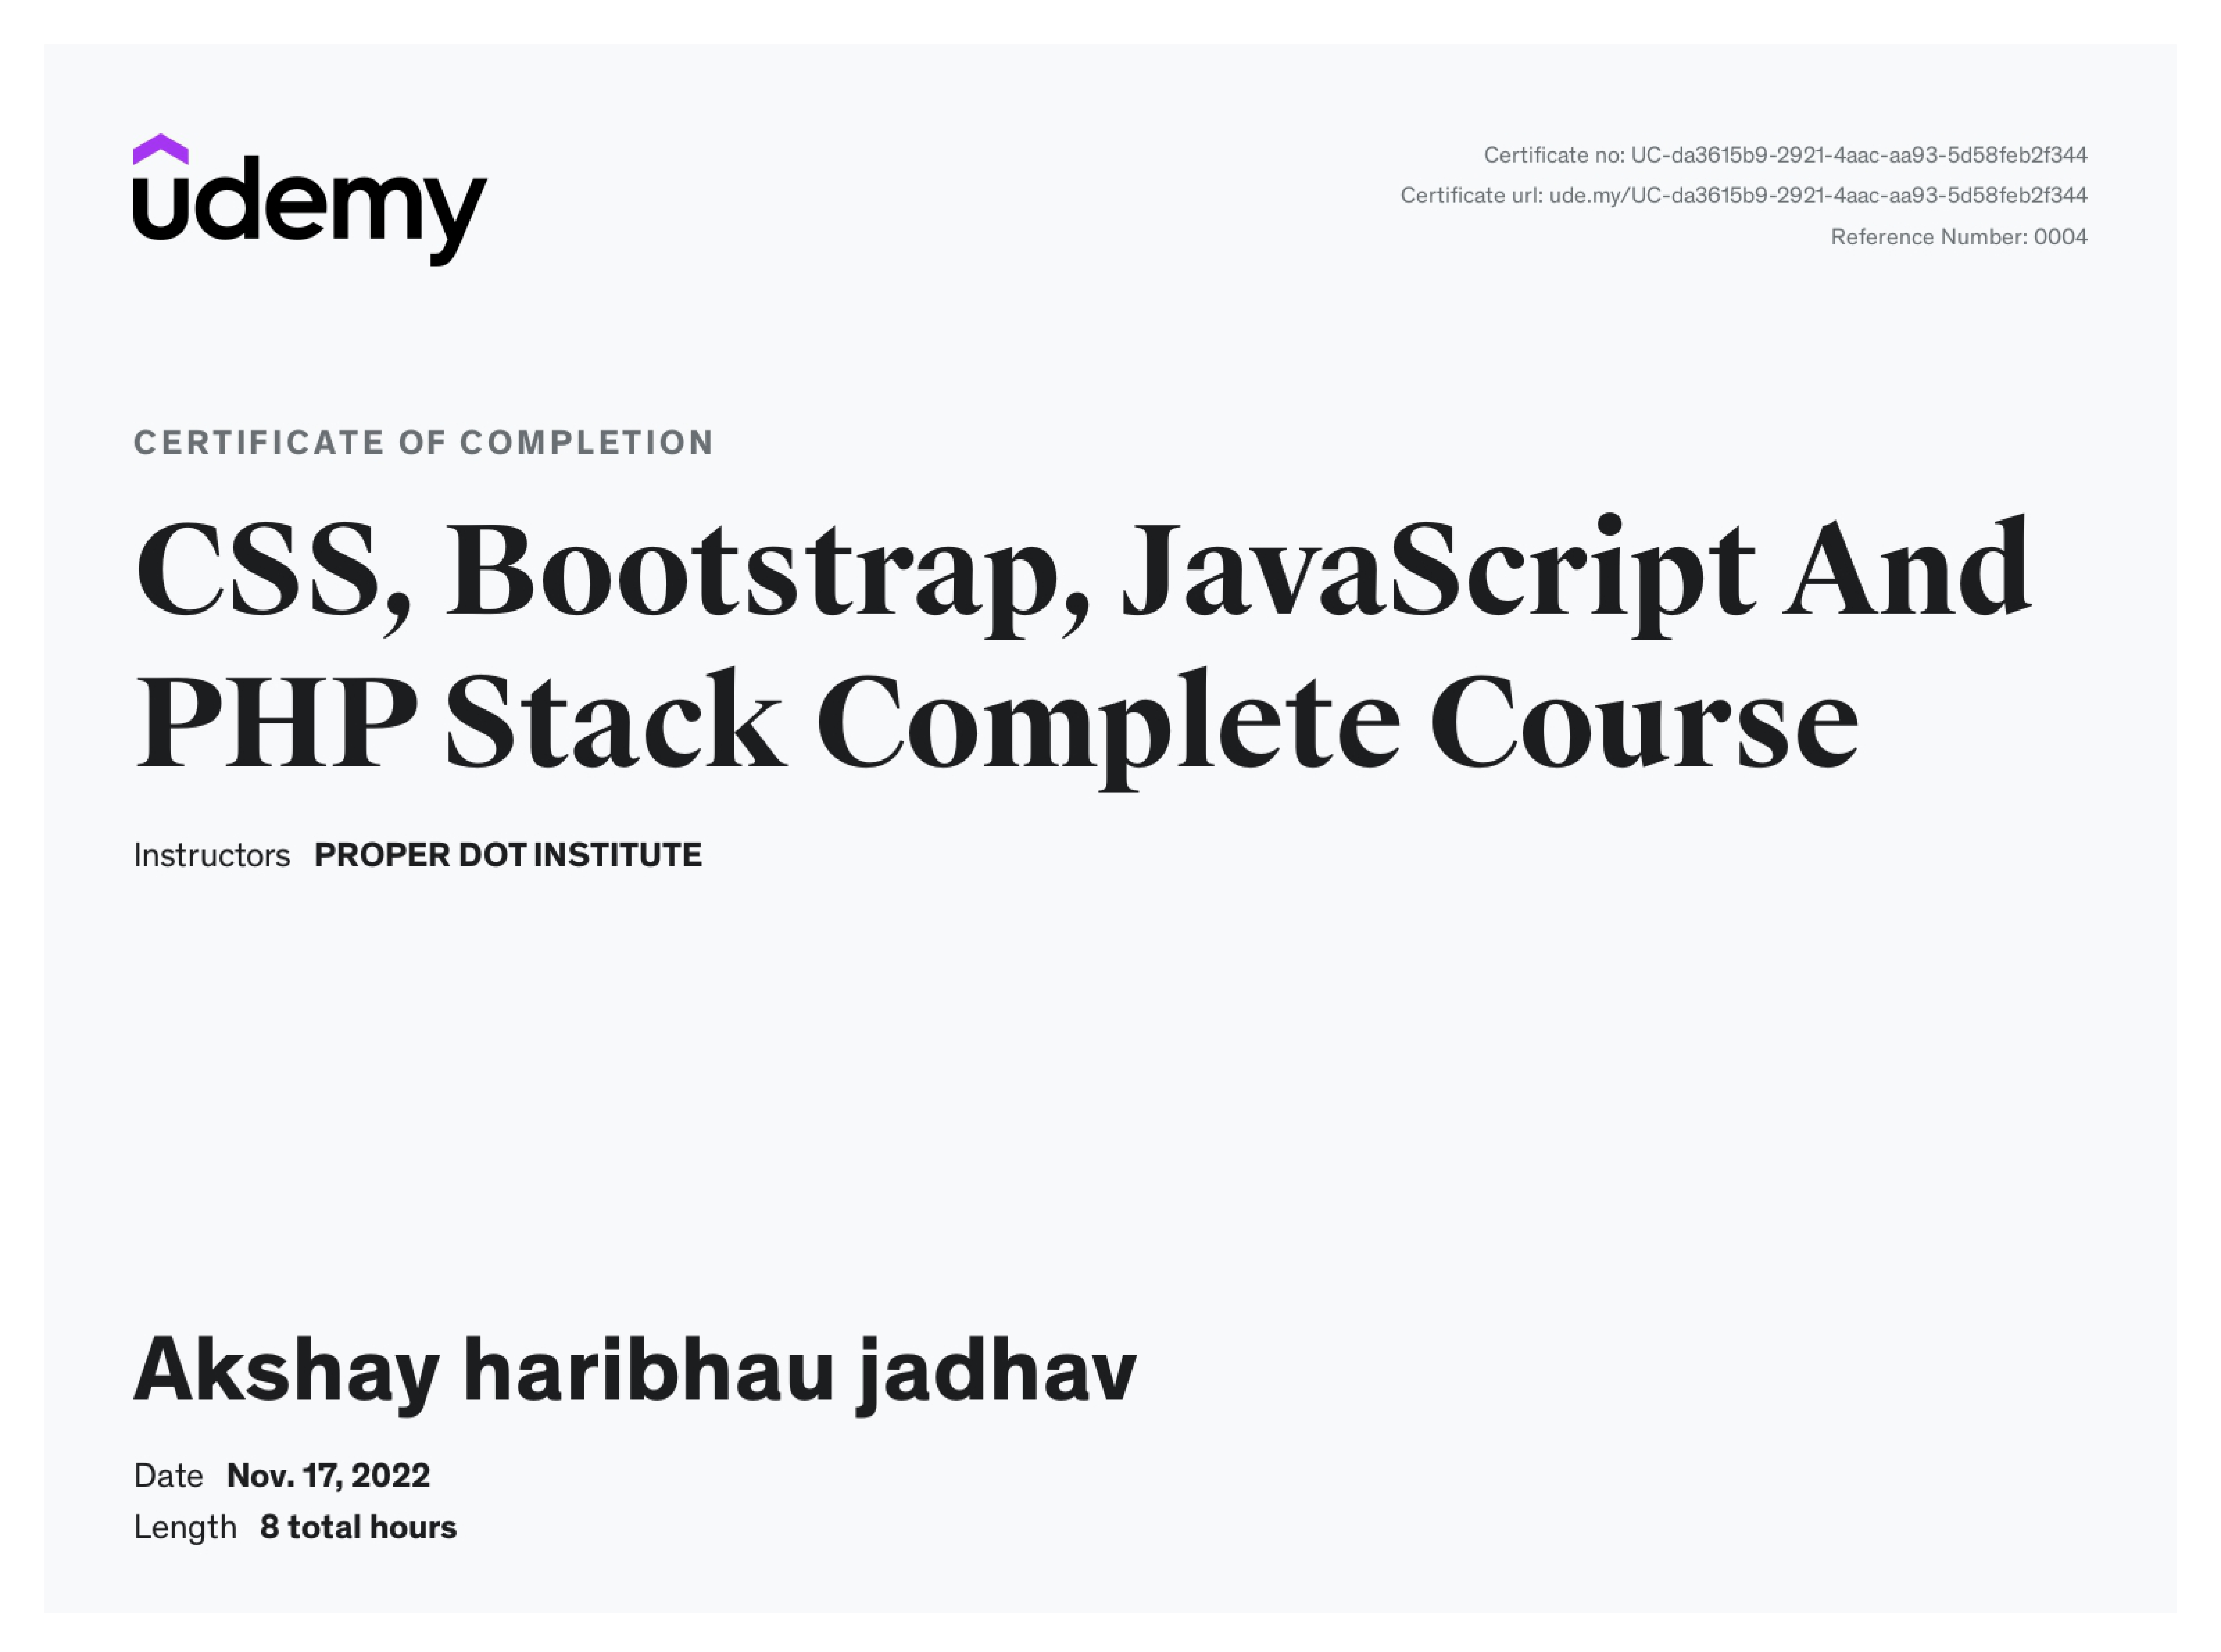 udemy
Certificate no: UC-da3615b9-2921-4aac-aa93-5d58feb2f344
Certificate url: ude.my/UC-da3615b9-2921-4aac-aa93-5d58feb2f344
Reference Number: 0004
CERTIFICATE OF COMPLETION
CSS, Bootstrap, JavaScript And
PHP Stack Complete Course
Instructors PROPER DOT INSTITUTE
Akshay haribhau jadhav
Date Nov. 17, 2022
Length 8 total hours